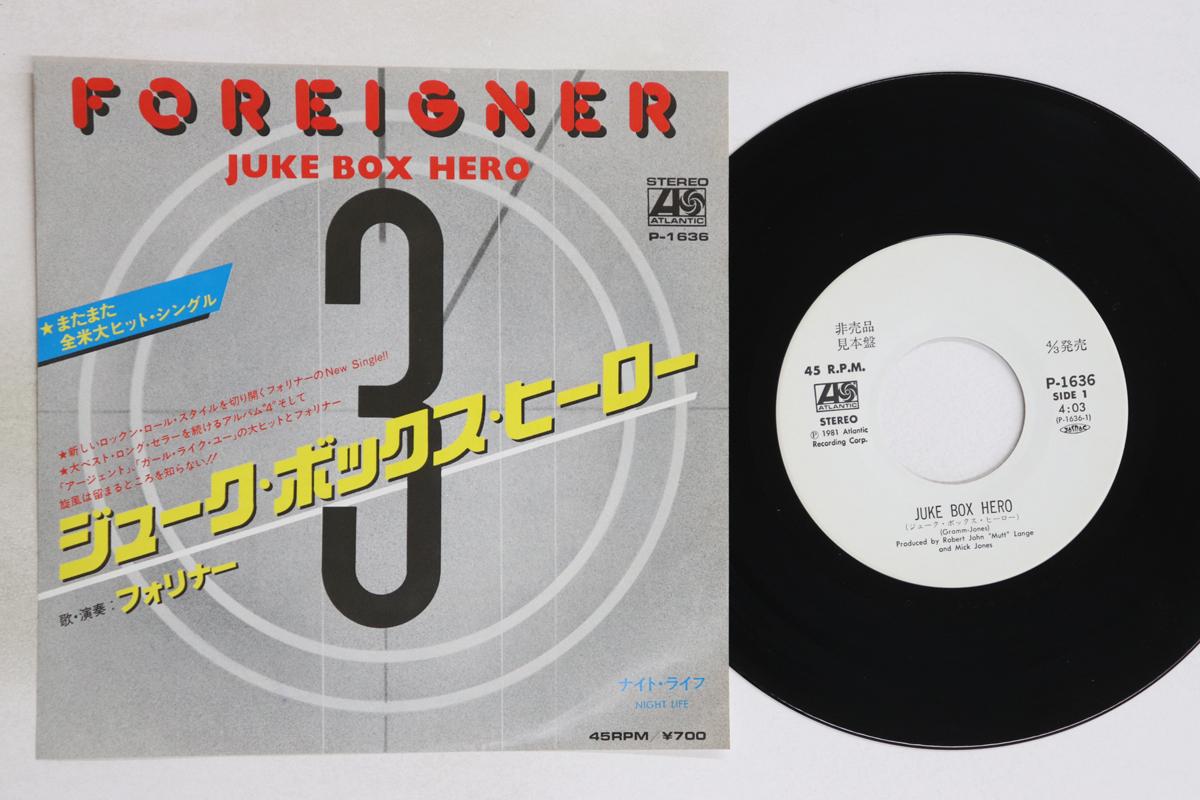 FOREIGNER
JUKE BOX HERO
STEREO
ATLANTIC
P-1636
3
★またまた
全米大ヒット・シングル
★新しいロックン・ロール・スタイルを切り開くフォリナーのNew Single!!
★大ベスト・ロング・セラーを続けるアルバム“4”そして
「アージェント」、「ガール・ライク・ユー」の大ヒットとフォリナー
旋風は留まるところを知らない!!
ジューク・ボックス・ヒーロー
歌・演奏:フォリナー
ナイト・ライフ
NIGHT LIFE
45RPM/¥700
非売品
見本盤
4/3発売
45 R.P.M.
ATLANTIC
STEREO
Ⓟ 1981 Atlantic
Recording Corp.
P-1636
SIDE 1
4:03
(P-1636-1)
JUKE BOX HERO
(ジューク・ボックス・ヒーロー)
(Gramm-Jones)
Produced by Robert John "Mutt" Lange
and Mick Jones